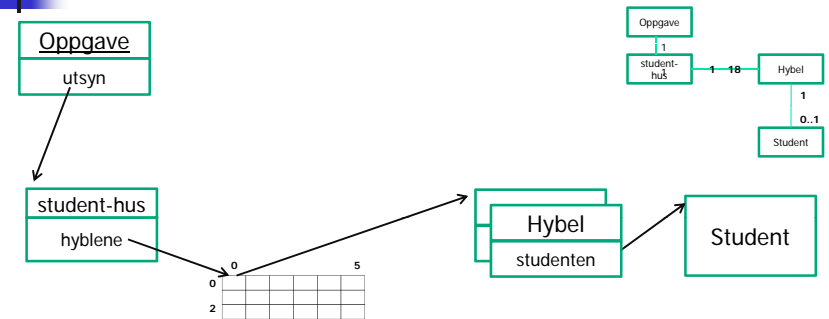 Oppgave
utsyn
student-hus
hyblene
0 5
0
2
Hybel
studenten
Student
Oppgave
1
student-
hus
1
1 18
Hybel
1
0..1
Student